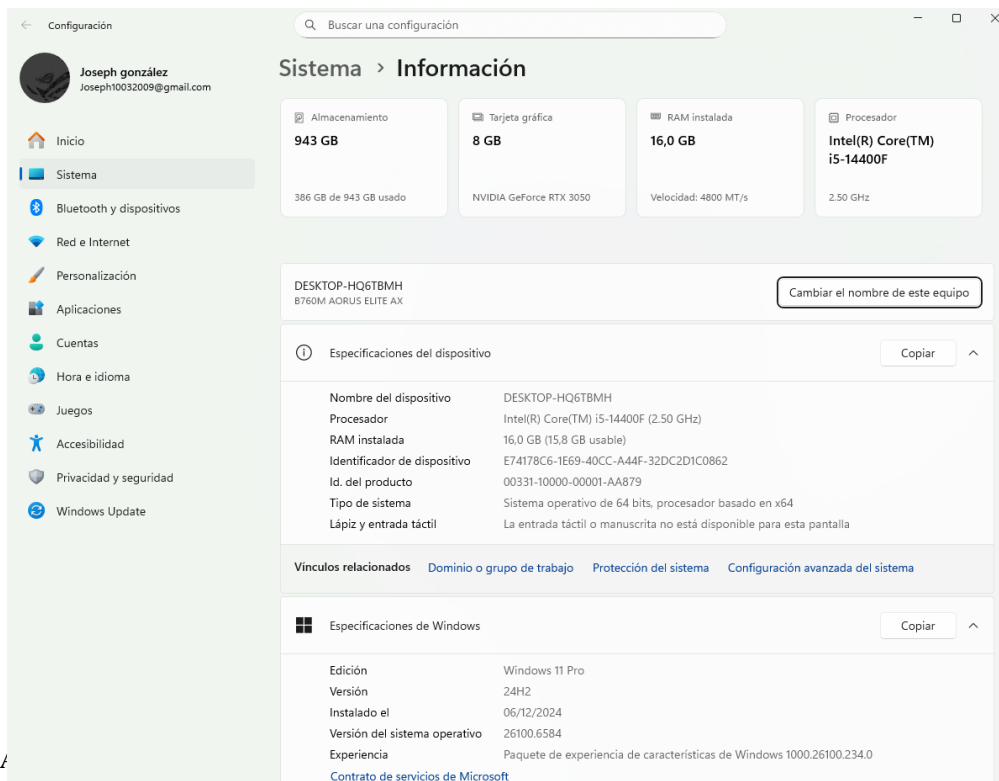 Configuración
Buscar una configuración
Joseph gonzález
Joseph10032009@gmail.com
Inicio
Sistema
Bluetooth y dispositivos
Red e Internet
Personalización
Aplicaciones
Cuentas
Hora e idioma
Juegos
Accesibilidad
Privacidad y seguridad
Windows Update
Sistema > Información
Almacenamiento
943 GB
386 GB de 943 GB usado
Tarjeta gráfica
8 GB
NVIDIA GeForce RTX 3050
RAM instalada
16,0 GB
Velocidad: 4800 MT/s
Procesador
Intel(R) Core(TM)
i5-14400F
2.50 GHz
DESKTOP-HQ6TBMH
B760M AORUS ELITE AX
Cambiar el nombre de este equipo
Especificaciones del dispositivo
Copiar
Nombre del dispositivo DESKTOP-HQ6TBMH
Procesador Intel(R) Core(TM) i5-14400F (2.50 GHz)
RAM instalada 16,0 GB (15,8 GB usable)
Identificador de dispositivo E74178C6-1E69-40CC-A44F-32DC2D1C0862
Id. del producto 00331-10000-00001-AA879
Tipo de sistema Sistema operativo de 64 bits, procesador basado en x64
Lápiz y entrada táctil La entrada táctil o manuscrita no está disponible para esta pantalla
Vínculos relacionados Dominio o grupo de trabajo Protección del sistema Configuración avanzada del sistema
Especificaciones de Windows
Copiar
Edición Windows 11 Pro
Versión 24H2
Instalado el 06/12/2024
Versión del sistema operativo 26100.6584
Experiencia Paquete de experiencia de características de Windows 1000.26100.234.0
Contrato de servicios de Microsoft